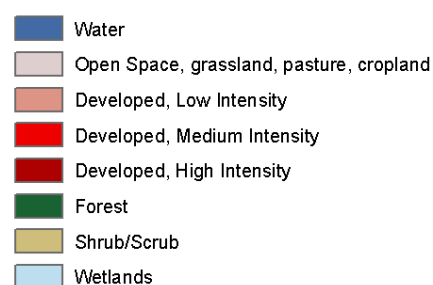 Water
Open Space, grassland, pasture, cropland
Developed, Low Intensity
Developed, Medium Intensity
Developed, High Intensity
Forest
Shrub/Scrub
Wetlands